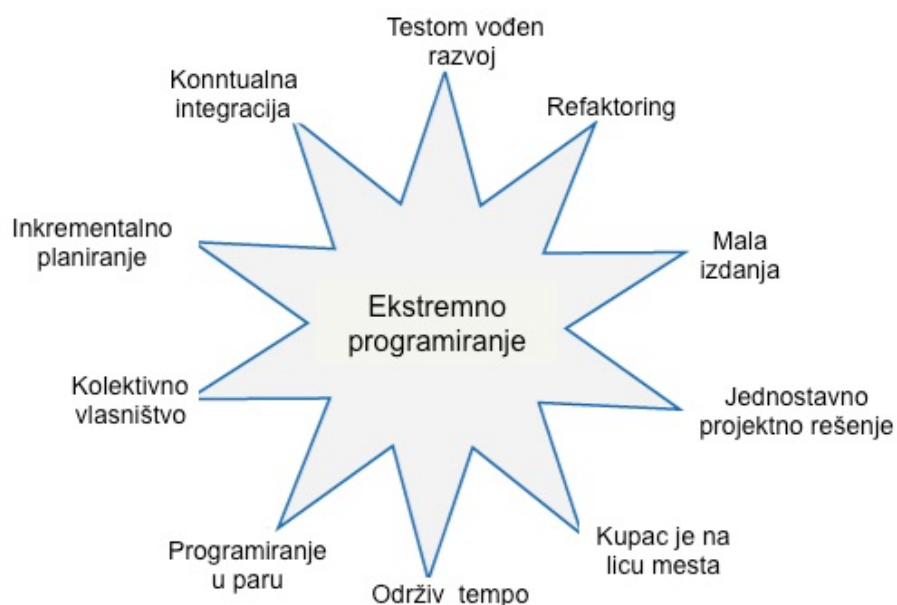 Testom vođen
razvoj
Konntualna
integracija
Refaktoring
Inkrementalno
planiranje
Mala
izdanja
Ekstremno
programiranje
Kolektivno
vlasništvo
Jednostavno
projektno rešenje
Programiranje
u paru
Kupac je na
licu mesta
Održiv tempo